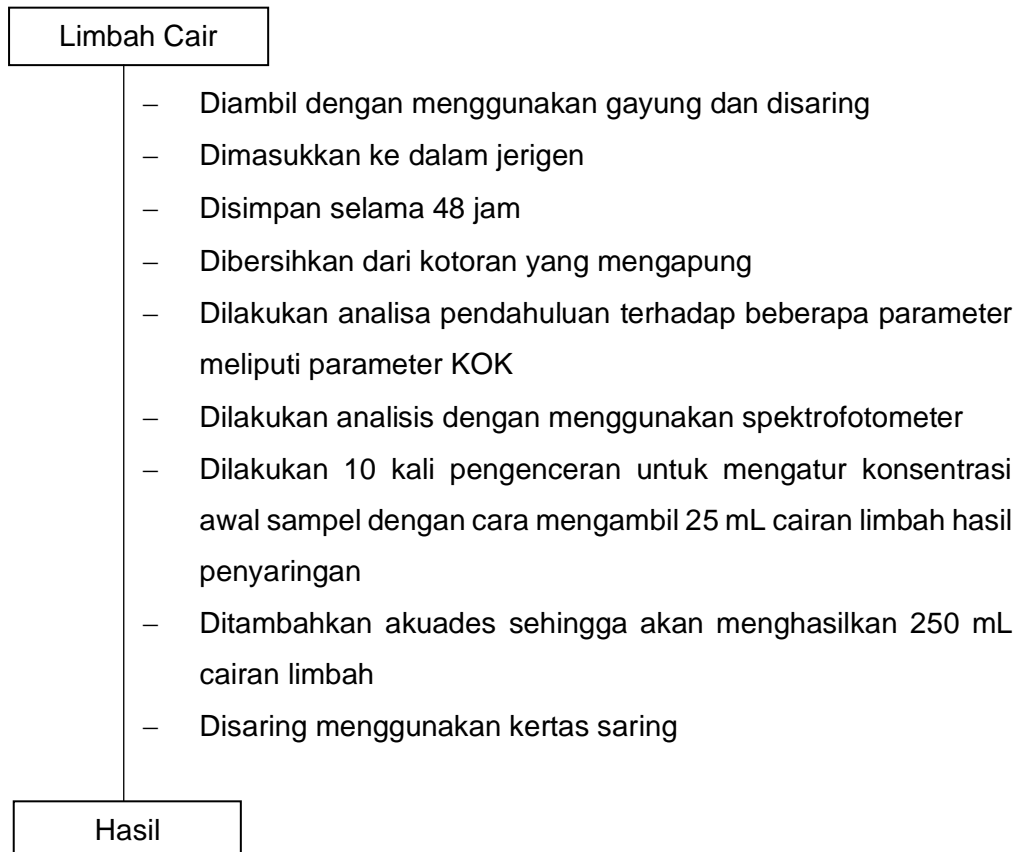 Limbah Cair
– Diambil dengan menggunakan gayung dan disaring
– Dimasukkan ke dalam jerigen
– Disimpan selama 48 jam
– Dibersihkan dari kotoran yang mengapung
– Dilakukan analisa pendahuluan terhadap beberapa parameter
meliputi parameter KOK
– Dilakukan analisis dengan menggunakan spektrofotometer
– Dilakukan 10 kali pengenceran untuk mengatur konsentrasi
awal sampel dengan cara mengambil 25 mL cairan limbah hasil
penyaringan
– Ditambahkan akuades sehingga akan menghasilkan 250 mL
cairan limbah
– Disaring menggunakan kertas saring
Hasil